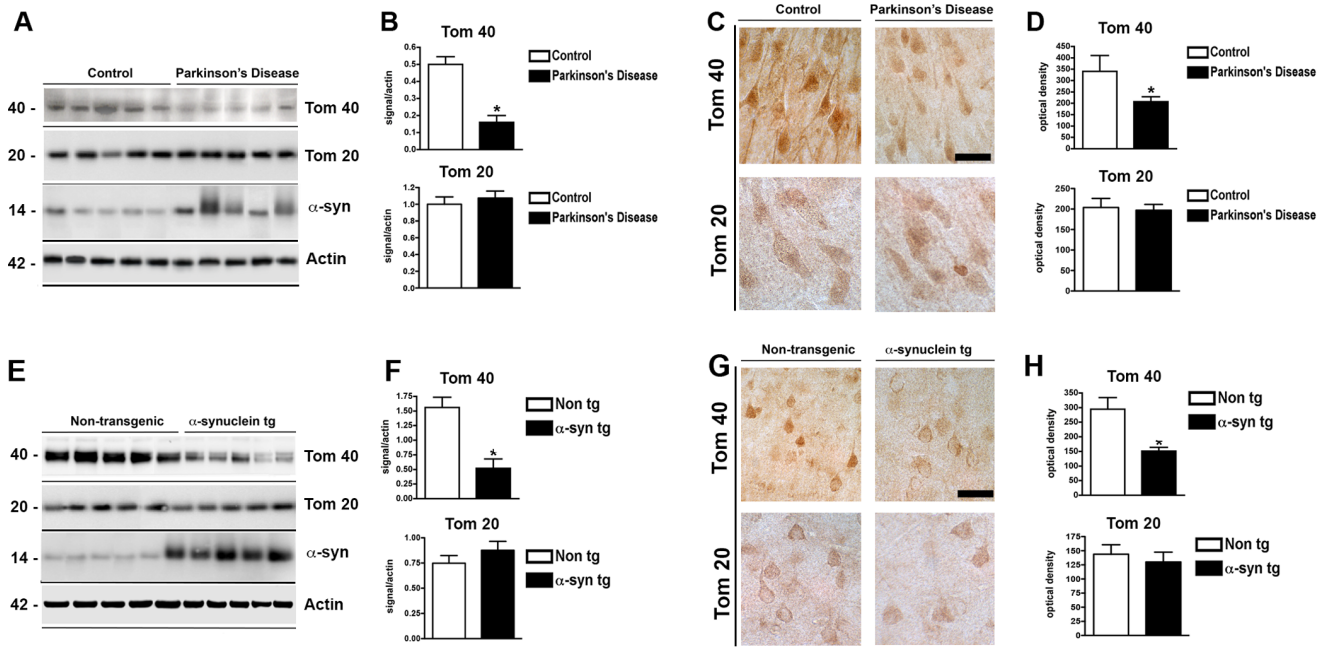 A
Control
Parkinson's Disease
40 -
Tom 40
20 -
Tom 20
14 -
α-syn
42 -
Actin
B
Tom 40
signal/actin
0.6
0.5
0.4
0.3
0.2
0.1
0
*
Control
Parkinson's Disease
Tom 20
signal/actin
1.2
1.0
0.8
0.6
0.4
0.2
0
Control
Parkinson's Disease
C
Control
Parkinson's Disease
Tom 40
Tom 20
D
Tom 40
optical density
450
400
350
300
250
200
150
100
50
0
*
Control
Parkinson's Disease
Tom 20
optical density
250
200
150
100
50
0
Control
Parkinson's Disease
E
Non-transgenic
α-synuclein tg
40 -
Tom 40
20 -
Tom 20
14 -
α-syn
42 -
Actin
F
Tom 40
signal/actin
1.75
1.50
1.25
1.00
0.75
0.50
0.25
0.00
*
Non tg
α-syn tg
Tom 20
signal/actin
1.00
0.75
0.50
0.25
0.00
Non tg
α-syn tg
G
Non-transgenic
α-synuclein tg
Tom 40
Tom 20
H
Tom 40
optical density
350
300
250
200
150
100
50
0
*
Non tg
α-syn tg
Tom 20
optical density
175
150
125
100
75
50
25
0
Non tg
α-syn tg